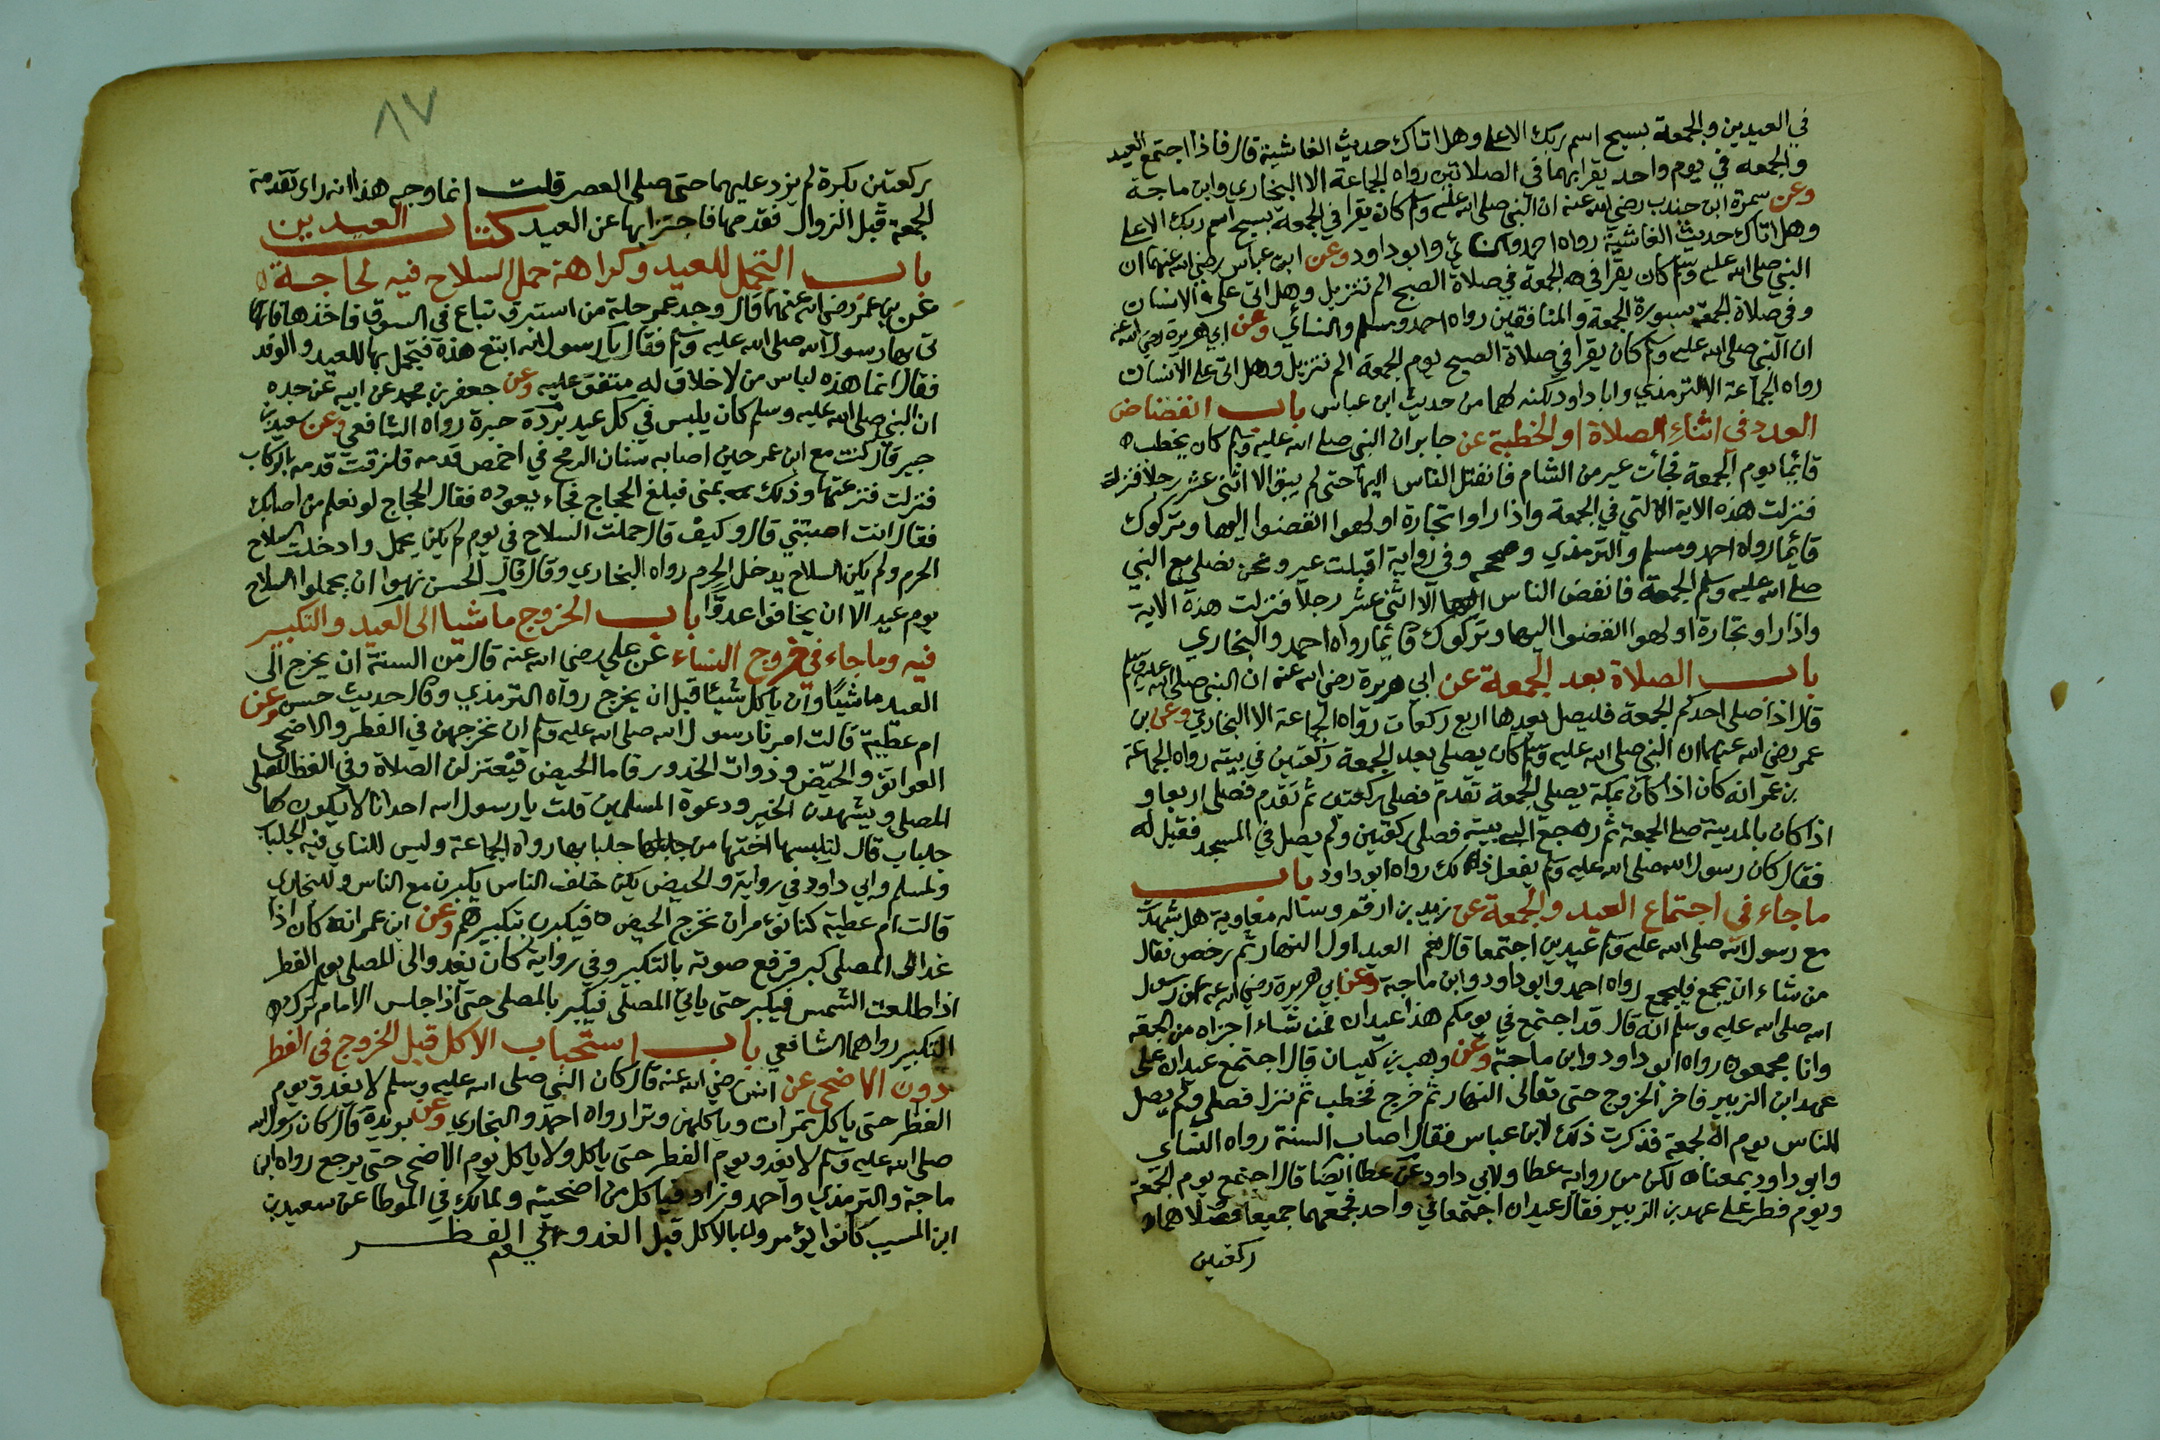 في العيدين والجمعة بسبح اسم ربك الاعلا وهل اتاك حديث الغاشية قال فاذا اجتمع العيد
والجمعه في يوم واحد يقرا بهما في الصلاتين رواه الجماعة الا البخاري وابن ماجة
وعن سمرة ابن جندب رضي الله عنه ان النبي صلى الله عليه وسلم كان يقرا في الجمعة بسبح اسم ربك الاعلا
وهل اتاك حديث الغاشية رواه احمد والنسائي وابو داود وعن ابن عباس رضي الله عنهما ان
النبي صلى الله عليه وسلم كان يقرا في الجمعة في صلاة الصبح الم تنزيل وهل اتى على الانسان
وفي صلاة الجمعة بسورة الجمعة والمنافقين رواه احمد ومسلم والنسائي وعن ابي هريرة رضي الله عنه
ان النبي صلى الله عليه وسلم كان يقرا في صلاة الصبح يوم الجمعة الم تنزيل وهل اتى على الانسان
رواه الجماعة الا الترمذي وابا داود لكنه لهما من حديث ابن عباس باب انفضاض
العدد في اثناء الصلاة او الخطبة عن جابر ان النبي صلى الله عليه وسلم كان يخطب
قائما يوم الجمعة فجأت عير من الشام فانفتل الناس اليها حتى لم يبق الا اثنى عشر رجلا فنزلت
فنزلت هذه الاية التي في الجمعة واذا راوا تجارة او لهوا انفضوا اليها وتركوك
قائما رواه احمد ومسلم والترمذي وصححه وفي رواية اقبلت عير ونحن نصلي مع النبي
صلى الله عليه وسلم الجمعة فانفض الناس اليها الا اثنى عشر رجلا فنزلت هذه الاية
واذا راو تجارة او لهوا انفضوا اليها وتركوك قائما رواه احمد والبخاري
باب الصلاة بعد الجمعة عن ابي هريرة رضي الله عنه ان النبي صلى الله عليه وسلم
قال اذا صلى احدكم الجمعة فليصل بعدها اربع ركعات رواه الجماعة الا البخاري وعن بن
عمر رضي الله عنهما ان النبي صلى الله عليه وسلم كان يصلي بعد الجمعة ركعتين في بيته رواه الجماعة
بن عمر انه كان اذا كان بمكة يصلي الجمعة تقدم فصلى ركعتين ثم تقدم فصلى اربعا و
اذا كان بالمدينة صلى الجمعة ثم رجع الى بيته فصلى ركعتين ولم يصل في المسجد فقيل له
فقال كان رسول الله صلى الله عليه وسلم يفعل ذلك رواه ابو داود باب
ما جاء في اجتماع العيد والجمعة عن زيد بن ارقم وساله معاوية هل شهدت
مع رسول الله صلى الله عليه وسلم عيدين اجتمعا قال نعم العيد اول النهار ثم رخص فقال
من شاء ان يجمع فليجمع رواه احمد وابو داود وابن ماجة وعن ابي هريرة رضي الله عنه عن رسول
الله صلى الله عليه وسلم انه قال قد اجتمع في يومكم هذا عيدان فمن شاء اجزاه من الجمعة
وانا مجمعون رواه ابو داود وابن ماجة وعن وهب بن كيسان قال اجتمع عيدان على
عهد ابن الزبير فاخر الخروج حتى تعالى النهار ثم خرج فخطب ثم نزل فصلى ولم يصل
للناس يوم الجمعة فذكرت ذلك لابن عباس فقال اصاب السنة رواه النساي
وابو داود بمعناه لكن من رواية عطا ولابي داود عن عطا ايضا قال اجتمع يوم الجمعة
ويوم فطر على عهد بن الزبير فقال عيدان اجتمعا في واحد فجمعهما جميعا فصلاهما
ركعتين
٨٧
ركعتين بكرة لم يزد عليهما حتى صلى العصر قلت انما وجه هذا انه راى تقدمة
الجمعة قبل الزوال فقدمها فاجتزا بها عن العيد كتاب العيدين
باب التجمل للعيد وكراهة حمل السلاح فيه لحاجة
عن بن عمر رضي الله عنهما قال وجد عمر حلة من استبرق تباع في السوق فاخذها
تى بها رسول الله صلى الله عليه وسلم فقال يا رسول الله ابتع هذه فتجمل بها للعيد والوفد
فقال انما هذه لباس من لا خلاق له متفق عليه وعن جعفر بن محمد عن ابيه عن جده
ان النبي صلى الله عليه وسلم كان يلبس في كل عيد بردة حبرة رواه الشافعي وعن سعيد بن
جبير قال كنت مع ابن عمر حين اصابه سنان الرمح في اخمص قدمه فلزقت قدمه بالركاب
فنزلت فنزعتها وذلك بمنى فبلغ الحجاج فجاء يعوده فقال الحجاج لو نعلم من اصابك
فقال انت اصبتني قال وكيف قال حملت السلاح في يوم لم يكن يحمل وادخلت السلاح
الحرم ولم يكن السلاح يدخل الحرم رواه البخاري وقال قال الحسن نهوا ان يحملوا السلاح
يوم عيد الا ان يخافوا عدوا باب الخروج ماشيا الى العيد والتكبير
فيه وما جاء في خروج النساء عن علي رضي الله عنه قال من السنة ان يخرج الى
العيد ماشيا وان ياكل شيئا قبل ان يخرج رواه الترمذي وقال حديث حسن وعن
ام عطية قالت امرنا رسول الله صلى الله عليه وسلم ان نخرجهن في الفطر والاضحى
العواتق والحيض وذوات الخدور فاما الحيض فيعتزلن الصلاة وفي لفظ المصلى
المصلى ويشهدن الخير ودعوة المسلمين قلت يا رسول الله احدانا لا يكون لها
جلباب قال لتلبسها اختها من جلبابها رواه الجماعة وليس للنساي فيه الجلباب
ولمسلم وابي داود في رواية والحيض يكن خلف الناس يكبرن مع الناس وللبخاري
قالت ام عطية كنا نؤمر ان نخرج الحيض فيكبرن بتكبيرهم وعن ابن عمر انه كان اذا
غدا الى المصلى كبر فرفع صوته بالتكبير وفي رواية كان يغدو الى المصلى يوم الفطر
اذا طلعت الشمس فيكبر حتى ياتي المصلى فيكبر بالمصلى حتى اذا جلس الامام ترك
التكبير رواهما الشافعي باب استحباب الاكل قبل الخروج في الفطر
دون الاضحى عن انس رضي الله عنه قال كان النبي صلى الله عليه وسلم لا يغدو يوم
الفطر حتى ياكل تمرات وياكلهن وترا رواه احمد والبخاري وعن بريدة قال كان رسول الله
صلى الله عليه وسلم لا يغدو يوم الفطر حتى ياكل ولا ياكل يوم الاضحى حتى يرجع رواه ابن
ماجة والترمذي واحمد وزاد فياكل من اضحيته ولمالك في الموطا عن سعيد بن
ابن المسيب كانوا يؤمرون بالاكل قبل الغدو في يوم الفطر